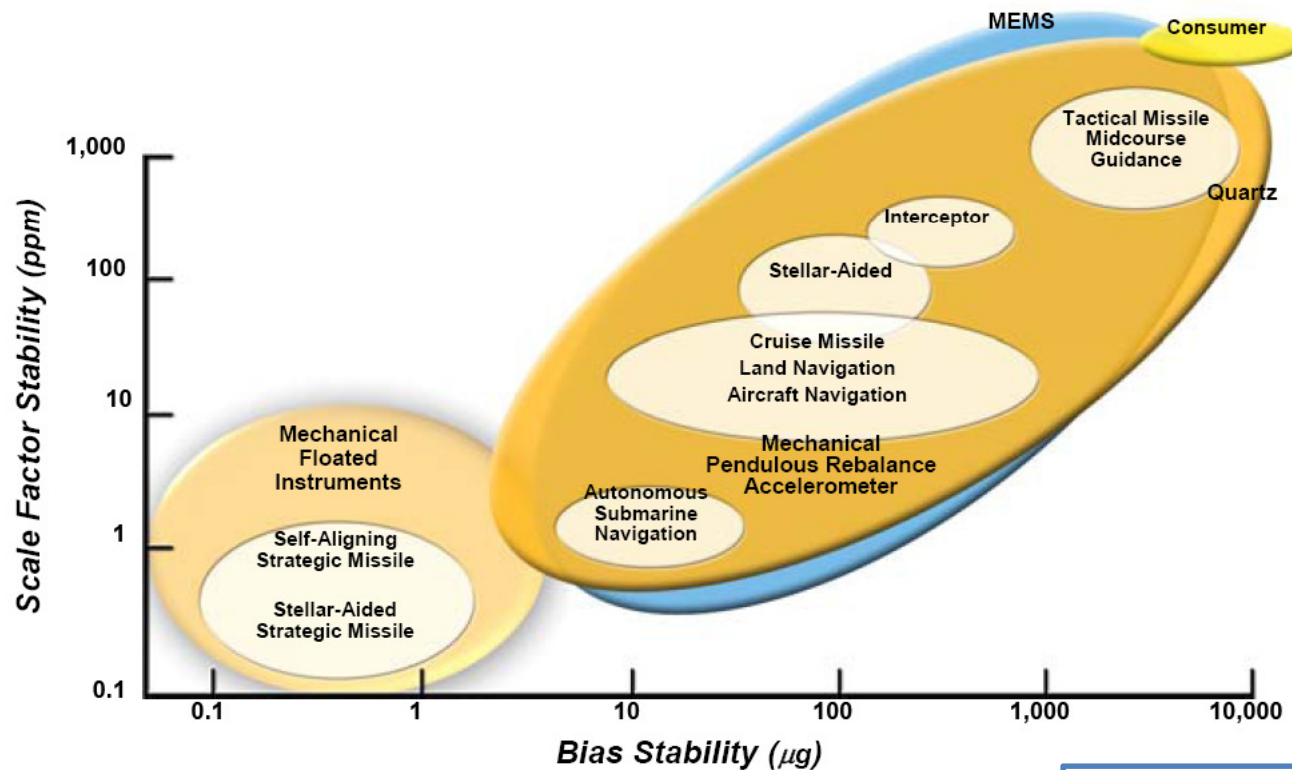 MEMS
Consumer
Tactical Missile
Midcourse
Guidance
Quartz
Interceptor
Stellar-Aided
Cruise Missile
Land Navigation
Aircraft Navigation
Mechanical
Pendulous Rebalance
Accelerometer
Autonomous
Submarine
Navigation
Mechanical
Floated
Instruments
Self-Aligning
Strategic Missile
Stellar-Aided
Strategic Missile
Scale Factor Stability (ppm)
1,000
100
10
1
0.1
0.1 1 10 100 1,000 10,000
Bias Stability (μg)